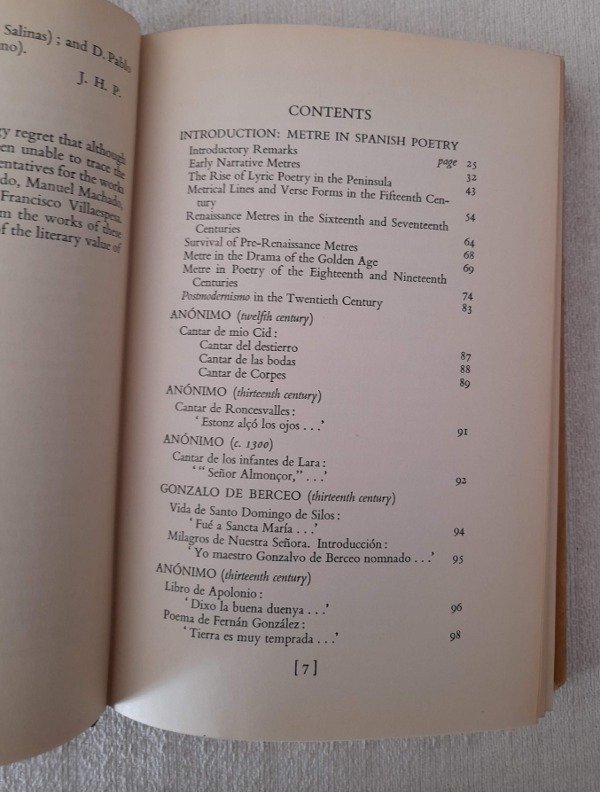 Salinas) ; and D. Pablo
no).
J. H. P.
gy regret that although
en unable to trace the
entatives for the works
do, Manuel Machado,
Francisco Villaespesa.
m the works of these
of the literary value of
CONTENTS
INTRODUCTION: METRE IN SPANISH POETRY
Introductory Remarks page 25
Early Narrative Metres 32
The Rise of Lyric Poetry in the Peninsula 43
Metrical Lines and Verse Forms in the Fifteenth Cen-
tury 54
Renaissance Metres in the Sixteenth and Seventeenth
Centuries 64
Survival of Pre-Renaissance Metres 68
Metre in the Drama of the Golden Age 69
Metre in Poetry of the Eighteenth and Nineteenth
Centuries 74
Postmodernismo in the Twentieth Century 83
ANÓNIMO (twelfth century)
Cantar de mio Cid :
Cantar del destierro 87
Cantar de las bodas 88
Cantar de Corpes 89
ANÓNIMO (thirteenth century)
Cantar de Roncesvalles :
'Estonz alçó los ojos . . .' 91
ANÓNIMO (c. 1300)
Cantar de los infantes de Lara :
'"Señor Almonçor," . . .' 92
GONZALO DE BERCEO (thirteenth century)
Vida de Santo Domingo de Silos :
'Fué a Sancta María . . .' 94
Milagros de Nuestra Señora. Introducción :
'Yo maestro Gonzalvo de Berceo nomnado . . .' 95
ANÓNIMO (thirteenth century)
Libro de Apolonio :
'Dixo la buena duenya . . .' 96
Poema de Fernán González :
'Tierra es muy temprada . . .' 98
[ 7 ]